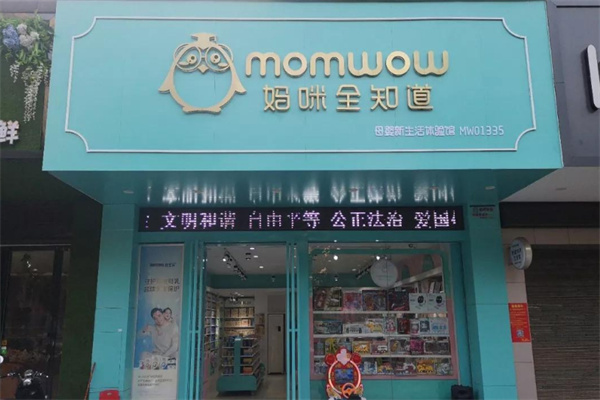 momwow
妈咪全知道
母婴新生活体验馆 MW01335
文明和谐 自由平等 公正法治 爱国
MOMWOW